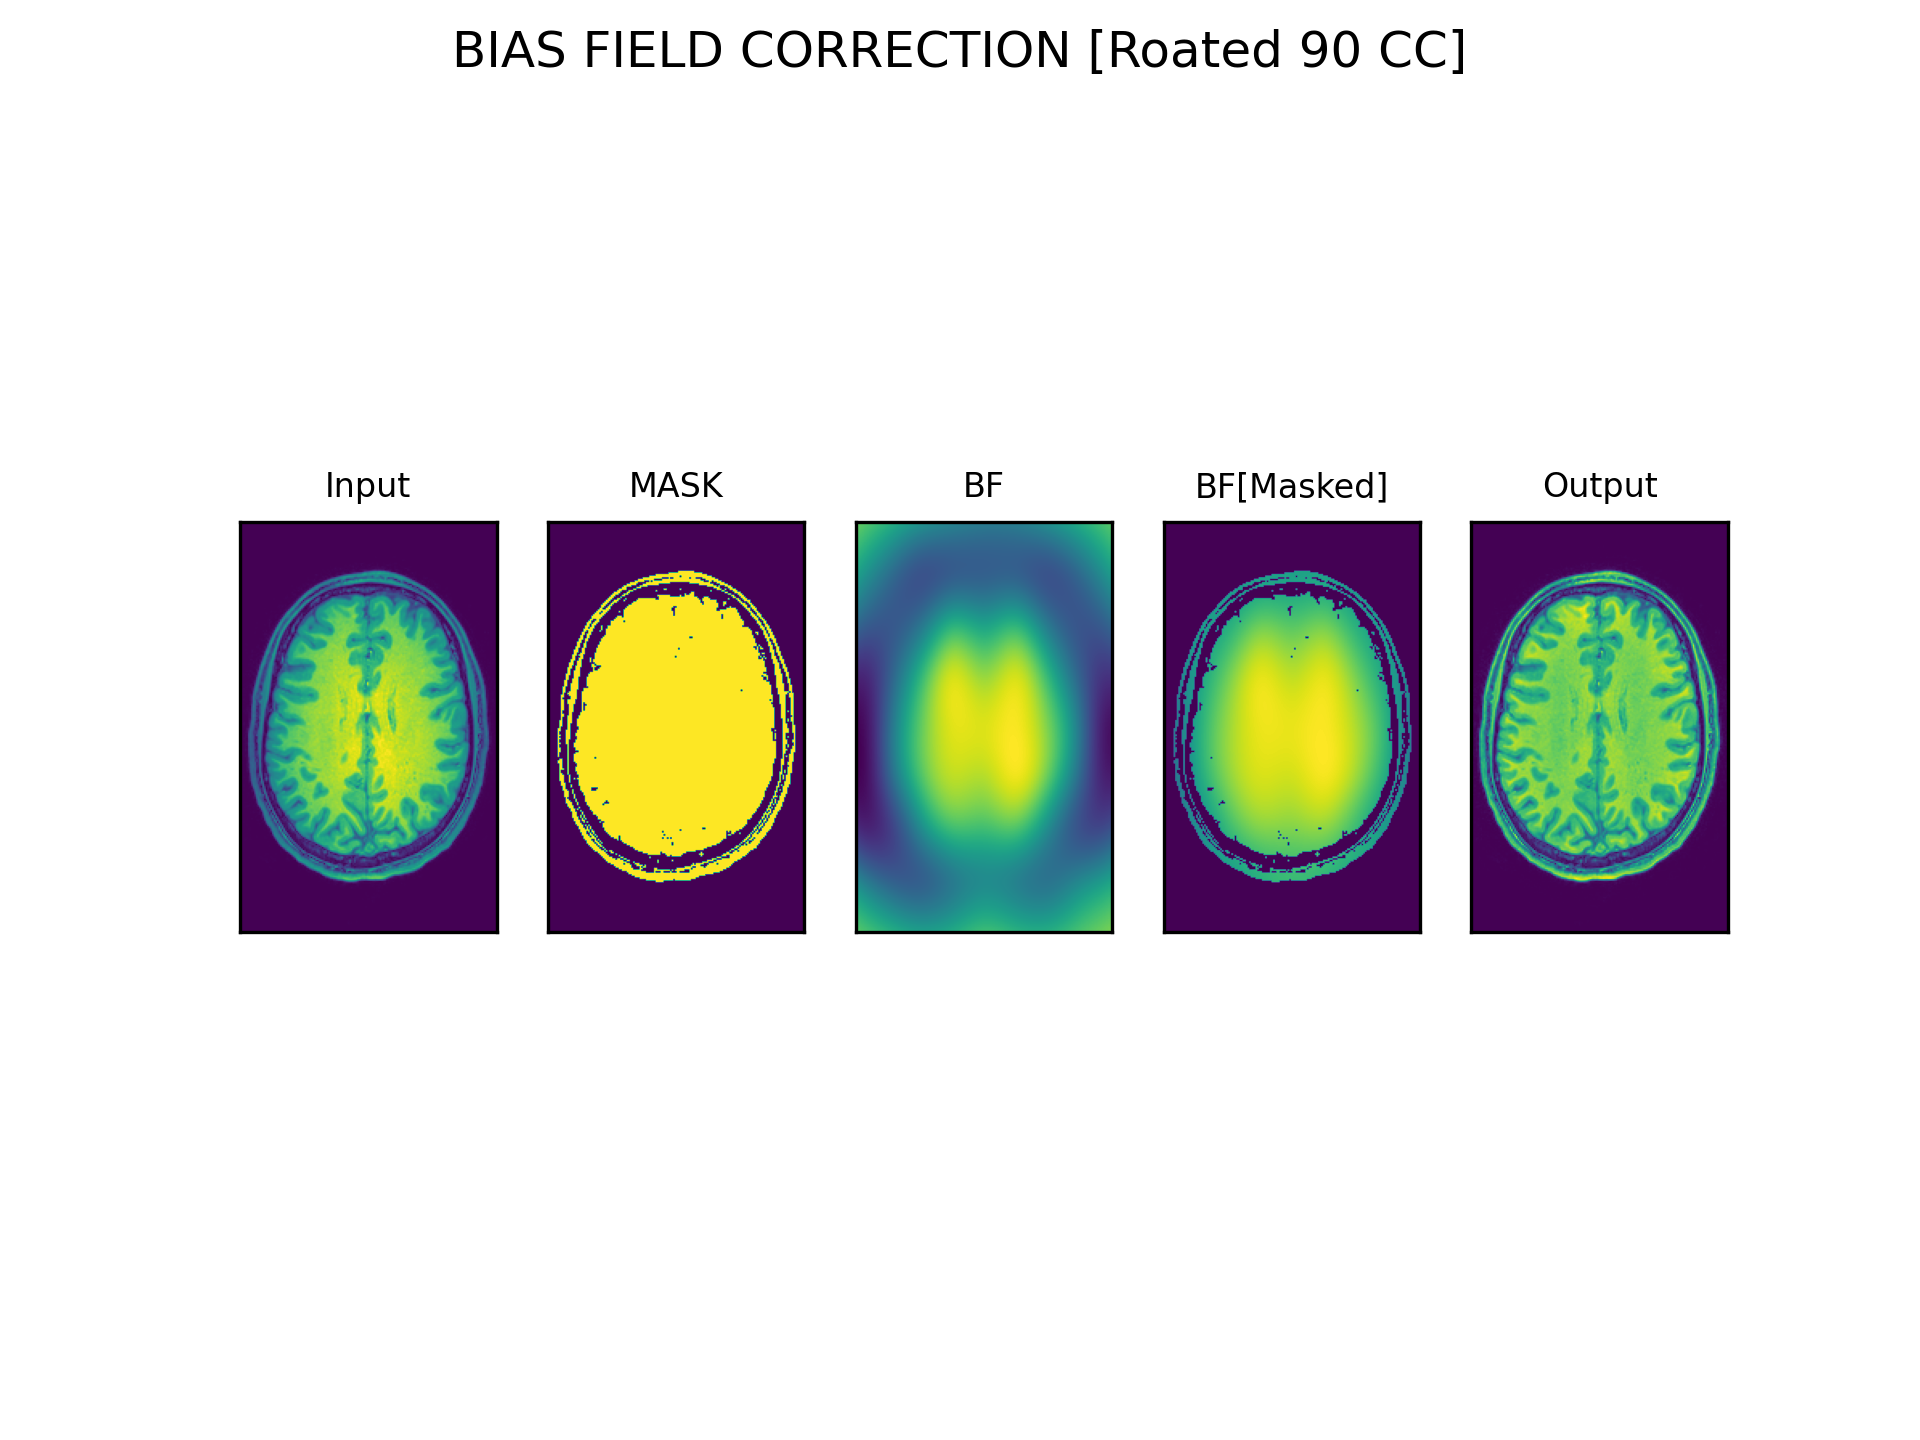 BIAS FIELD CORRECTION [Roated 90 CC]
Input
MASK
BF
BF[Masked]
Output